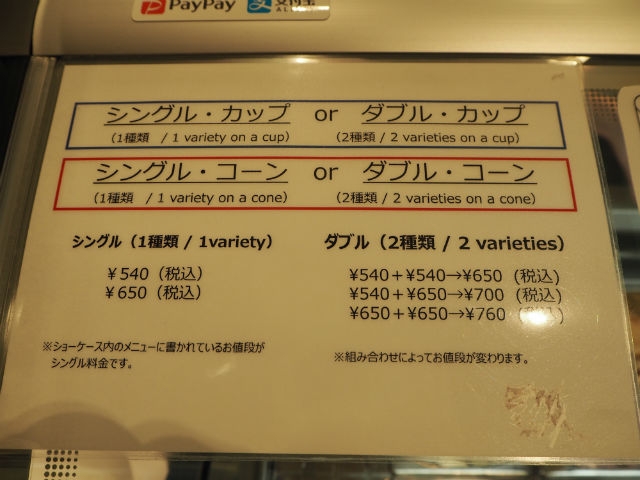 PayPay 支付宝
シングル・カップ or ダブル・カップ
(1種類 / 1 variety on a cup) (2種類 / 2 varieties on a cup)
シングル・コーン or ダブル・コーン
(1種類 / 1 variety on a cone) (2種類 / 2 varieties on a cone)
シングル（1種類 / 1variety） ダブル（2種類 / 2 varieties）
￥540（税込） ¥540＋¥540→¥650（税込）
￥650（税込） ¥540＋¥650→¥700（税込）
¥650＋¥650→¥760（税込）
※ショーケース内のメニューに書かれているお値段が
シングル料金です。
※組み合わせによってお値段が変わります。